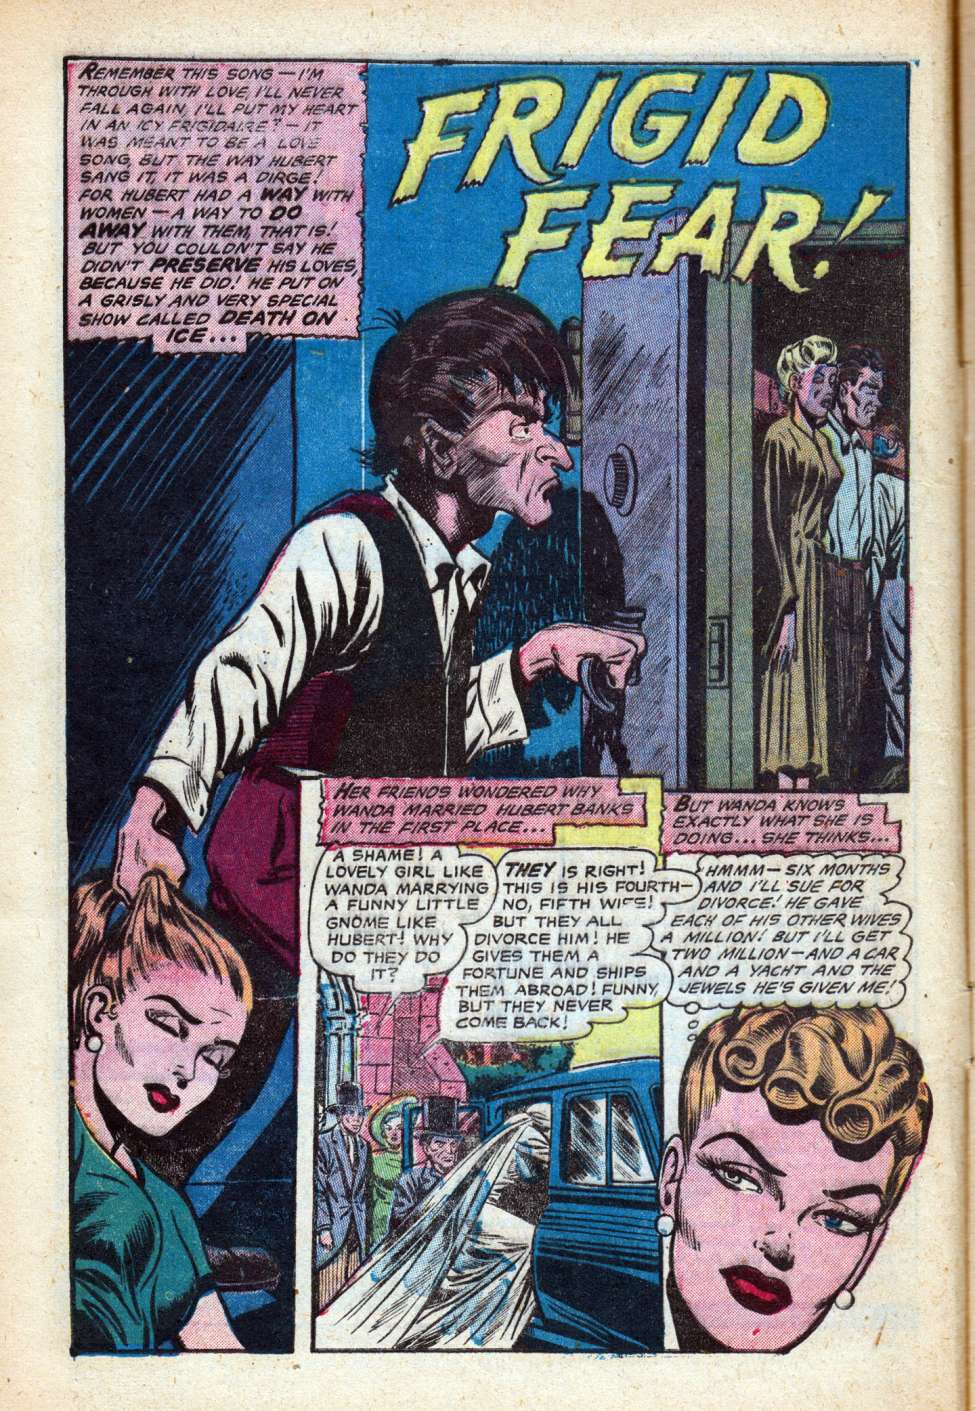 REMEMBER THIS SONG — I'M
THROUGH WITH LOVE, I'LL NEVER
FALL AGAIN, I'LL PUT MY HEART
IN AN ICY FRIGIDAIRE? — IT
WAS MEANT TO BE A LOVE
SONG, BUT THE WAY HUBERT
SANG IT, IT WAS A DIRGE!
FOR HUBERT HAD A WAY WITH
WOMEN — A WAY TO DO
AWAY WITH THEM, THAT IS!
BUT YOU COULDN'T SAY HE
DIDN'T PRESERVE HIS LOVES,
BECAUSE HE DID! HE PUT ON
A GRISLY AND VERY SPECIAL
SHOW CALLED DEATH ON
ICE...
FRIGID
FEAR!
HER FRIENDS WONDERED WHY
WANDA MARRIED HUBERT BANKS
IN THE FIRST PLACE...
A SHAME! A
LOVELY GIRL LIKE
WANDA MARRYING
A FUNNY LITTLE
GNOME LIKE
HUBERT! WHY
DO THEY DO
IT?
THEY IS RIGHT!
THIS IS HIS FOURTH—
NO, FIFTH WIFE!
BUT THEY ALL
DIVORCE HIM! HE
GIVES THEM A
FORTUNE AND SHIPS
THEM ABROAD! FUNNY,
BUT THEY NEVER
COME BACK!
BUT WANDA KNOWS
EXACTLY WHAT SHE IS
DOING... SHE THINKS...
HMMM — SIX MONTHS
AND I'LL SUE FOR
DIVORCE! HE GAVE
EACH OF HIS OTHER WIVES
A MILLION! BUT I'LL GET
TWO MILLION — AND A CAR
AND A YACHT AND THE
JEWELS HE'S GIVEN ME!